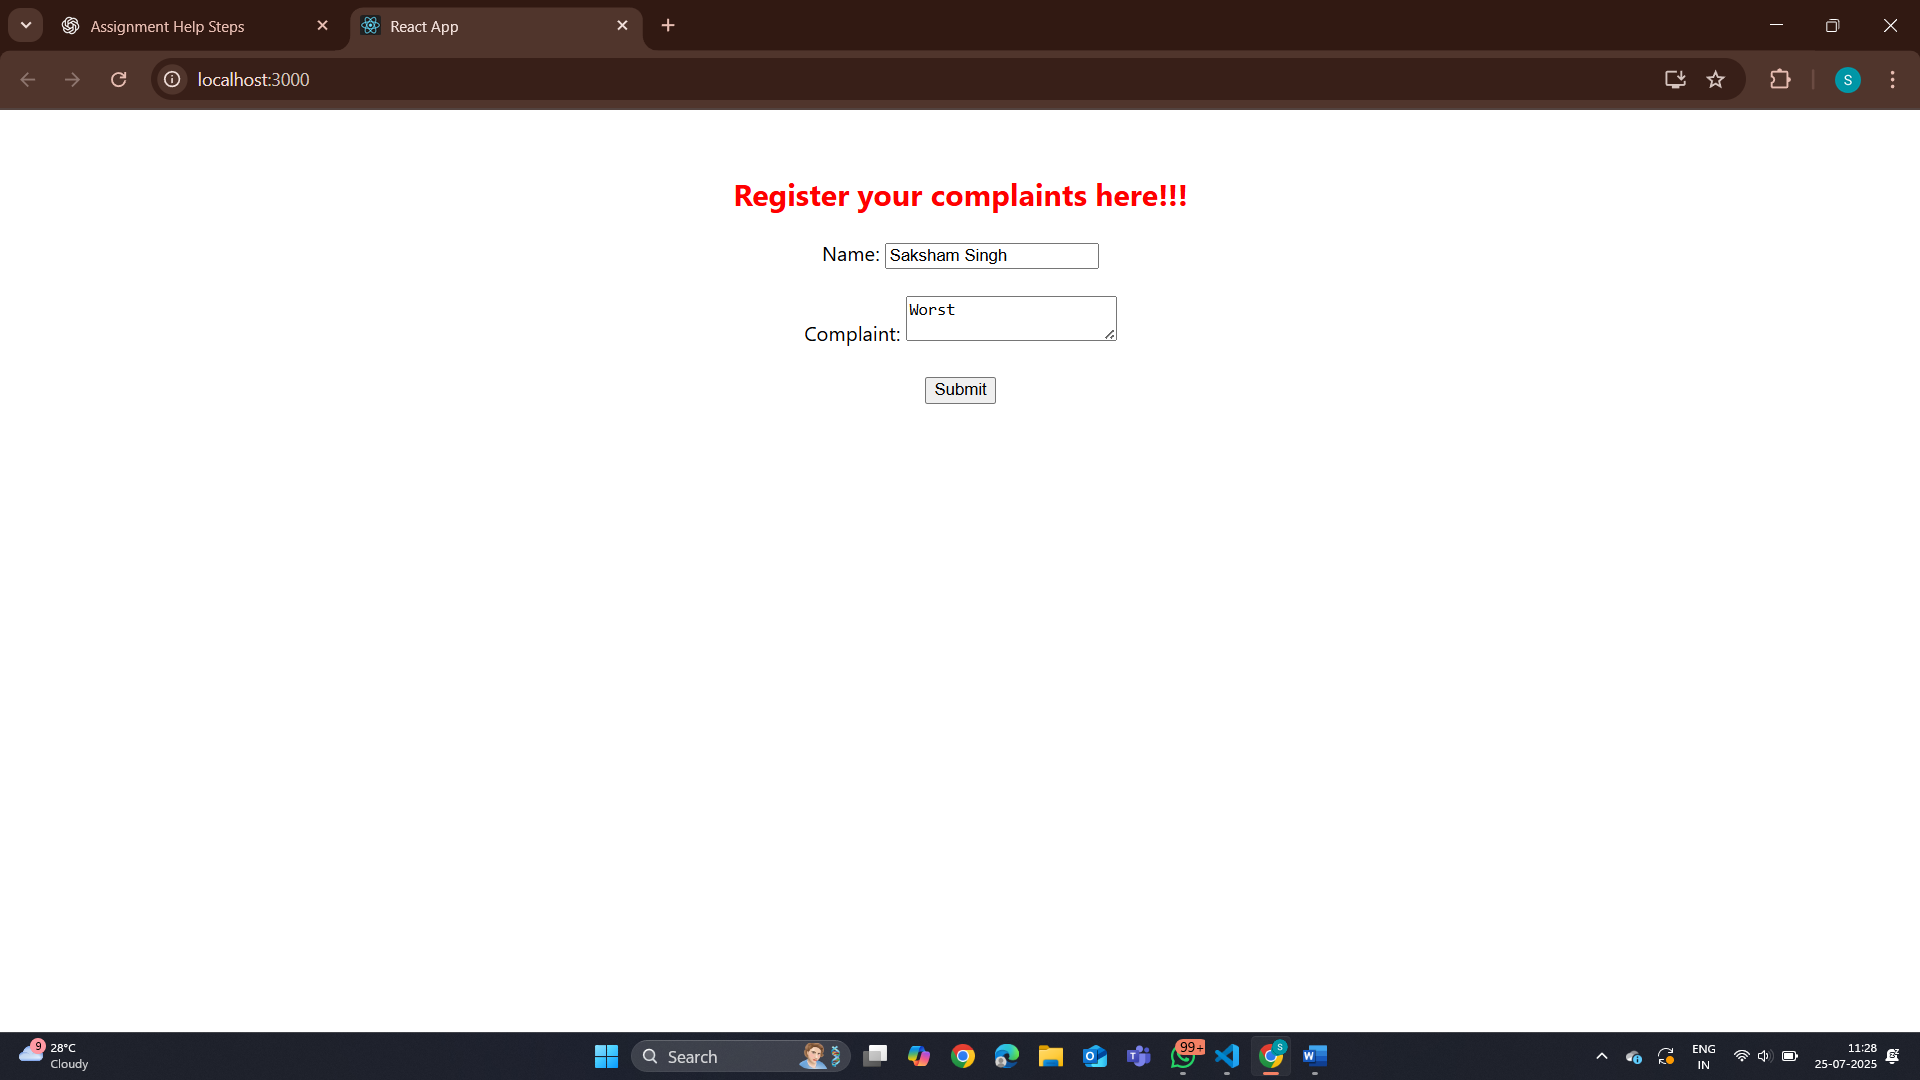 Assignment Help Steps
React App
localhost:3000
S
Register your complaints here!!!
Name: Saksham Singh
Complaint: Worst
Submit
9
28°C
Cloudy
Search
99+
S
ENG
IN
11:28
25-07-2025